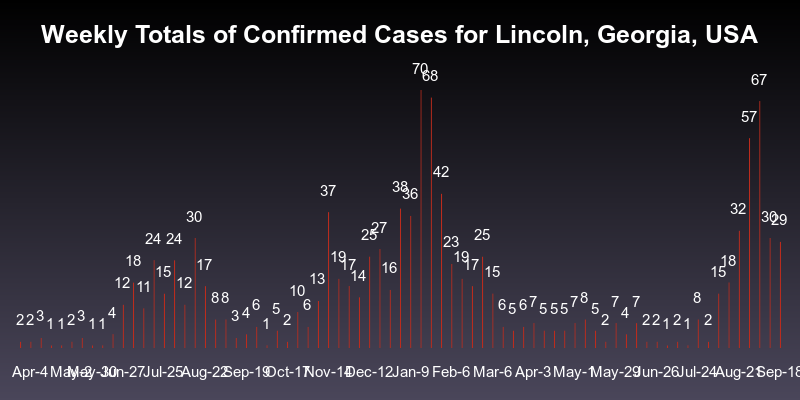 Weekly Totals of Confirmed Cases for Lincoln, Georgia, USA
2 2 3 1 1 2 3 1 1 4 12 18 11 24 15 24 12 30 17 8 8 3 4 6 1 5 2 10 6 13 37 19 17 14 25 27 16 38 36 70 68 42 23 19 17 25 15 6 5 6 7 5 5 5 7 8 5 2 7 4 7 2 2 1 2 1 8 2 15 18 32 57 67 30 29
Apr-4 May-2 May-30 Jun-27 Jul-25 Aug-22 Sep-19 Oct-17 Nov-14 Dec-12 Jan-9 Feb-6 Mar-6 Apr-3 May-1 May-29 Jun-26 Jul-24 Aug-21 Sep-18